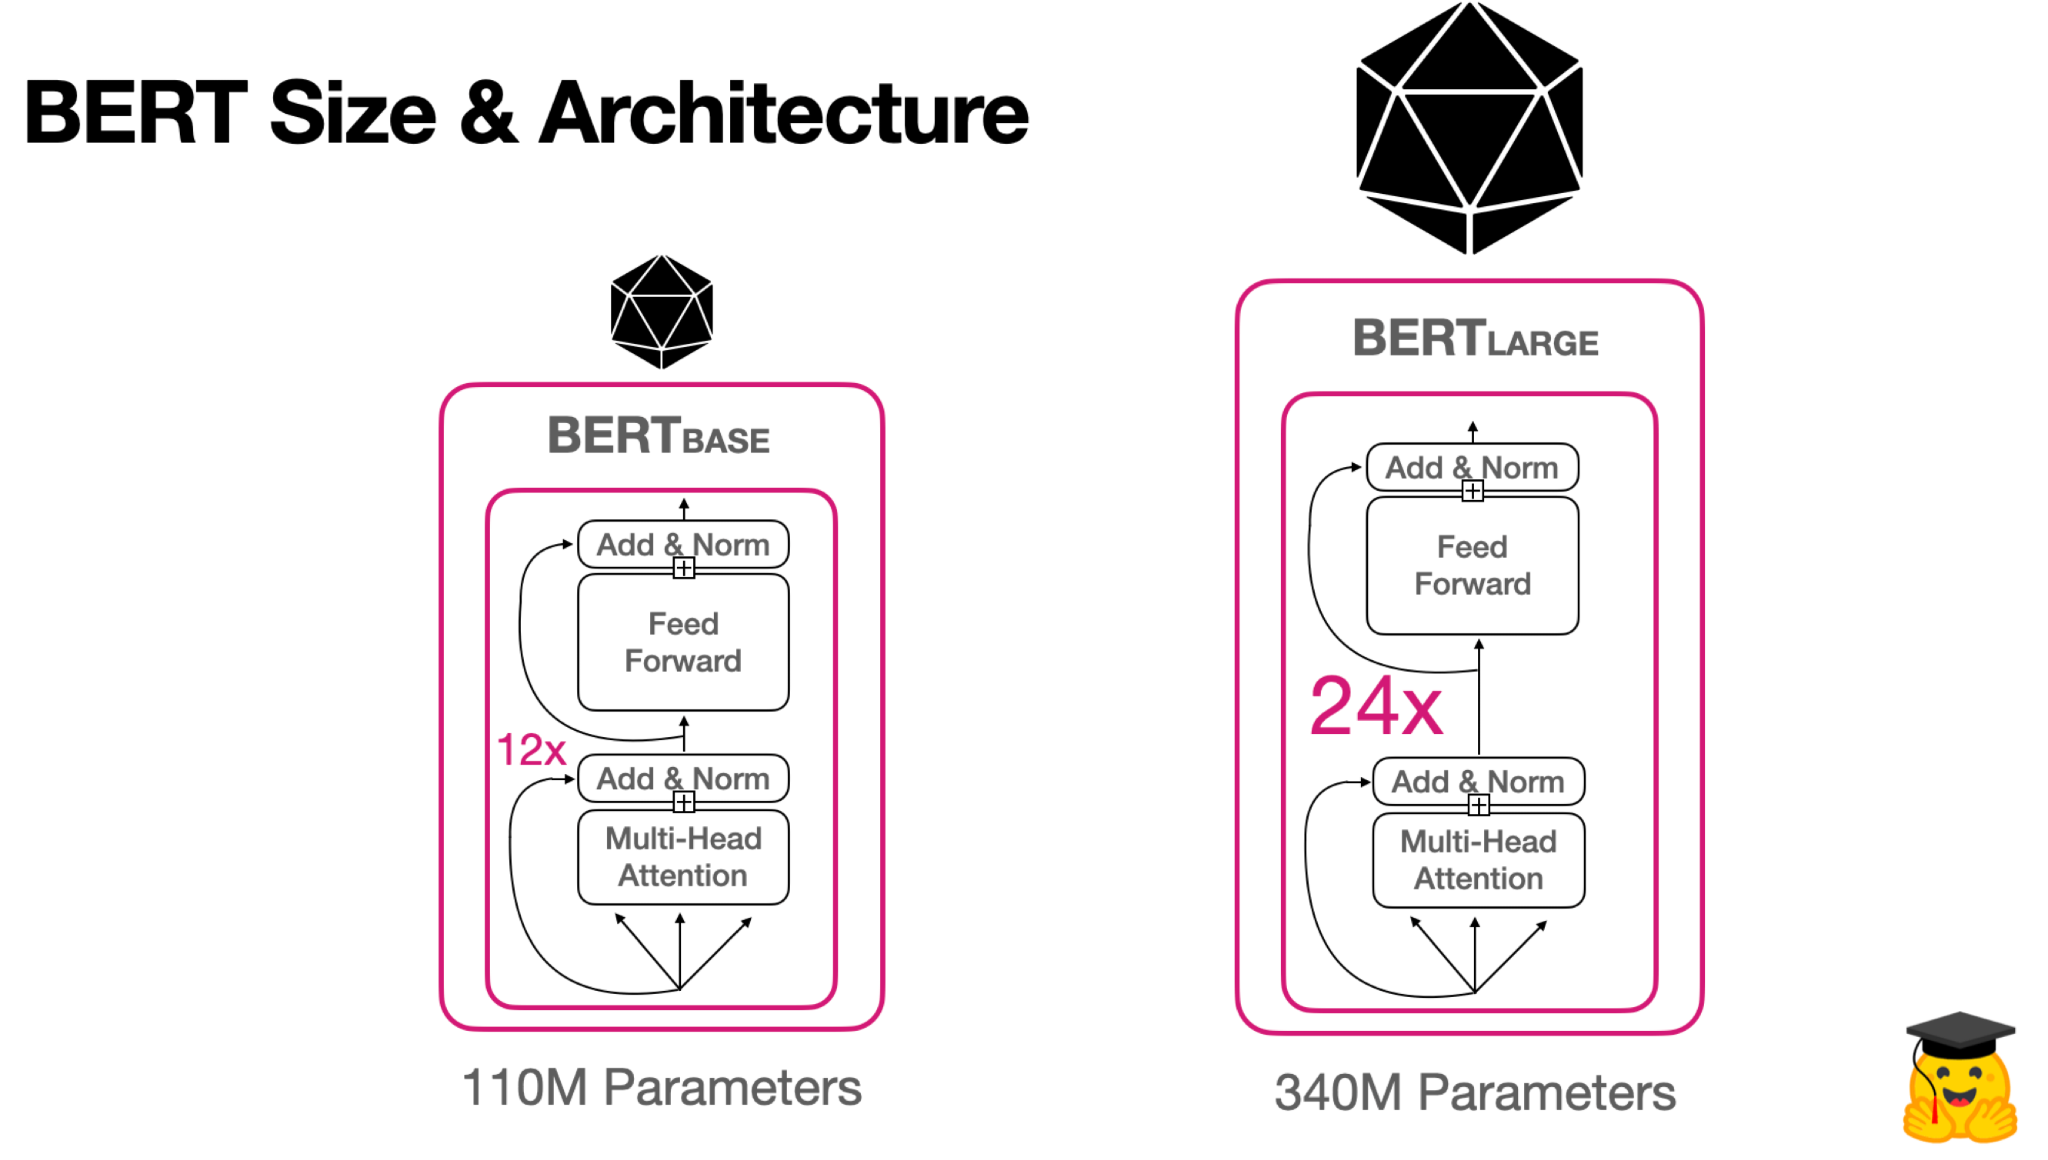 BERT Size & Architecture
BERTBASE
Add & Norm
Feed
Forward
12x
Add & Norm
Multi-Head
Attention
110M Parameters
BERTLARGE
Add & Norm
Feed
Forward
24x
Add & Norm
Multi-Head
Attention
340M Parameters